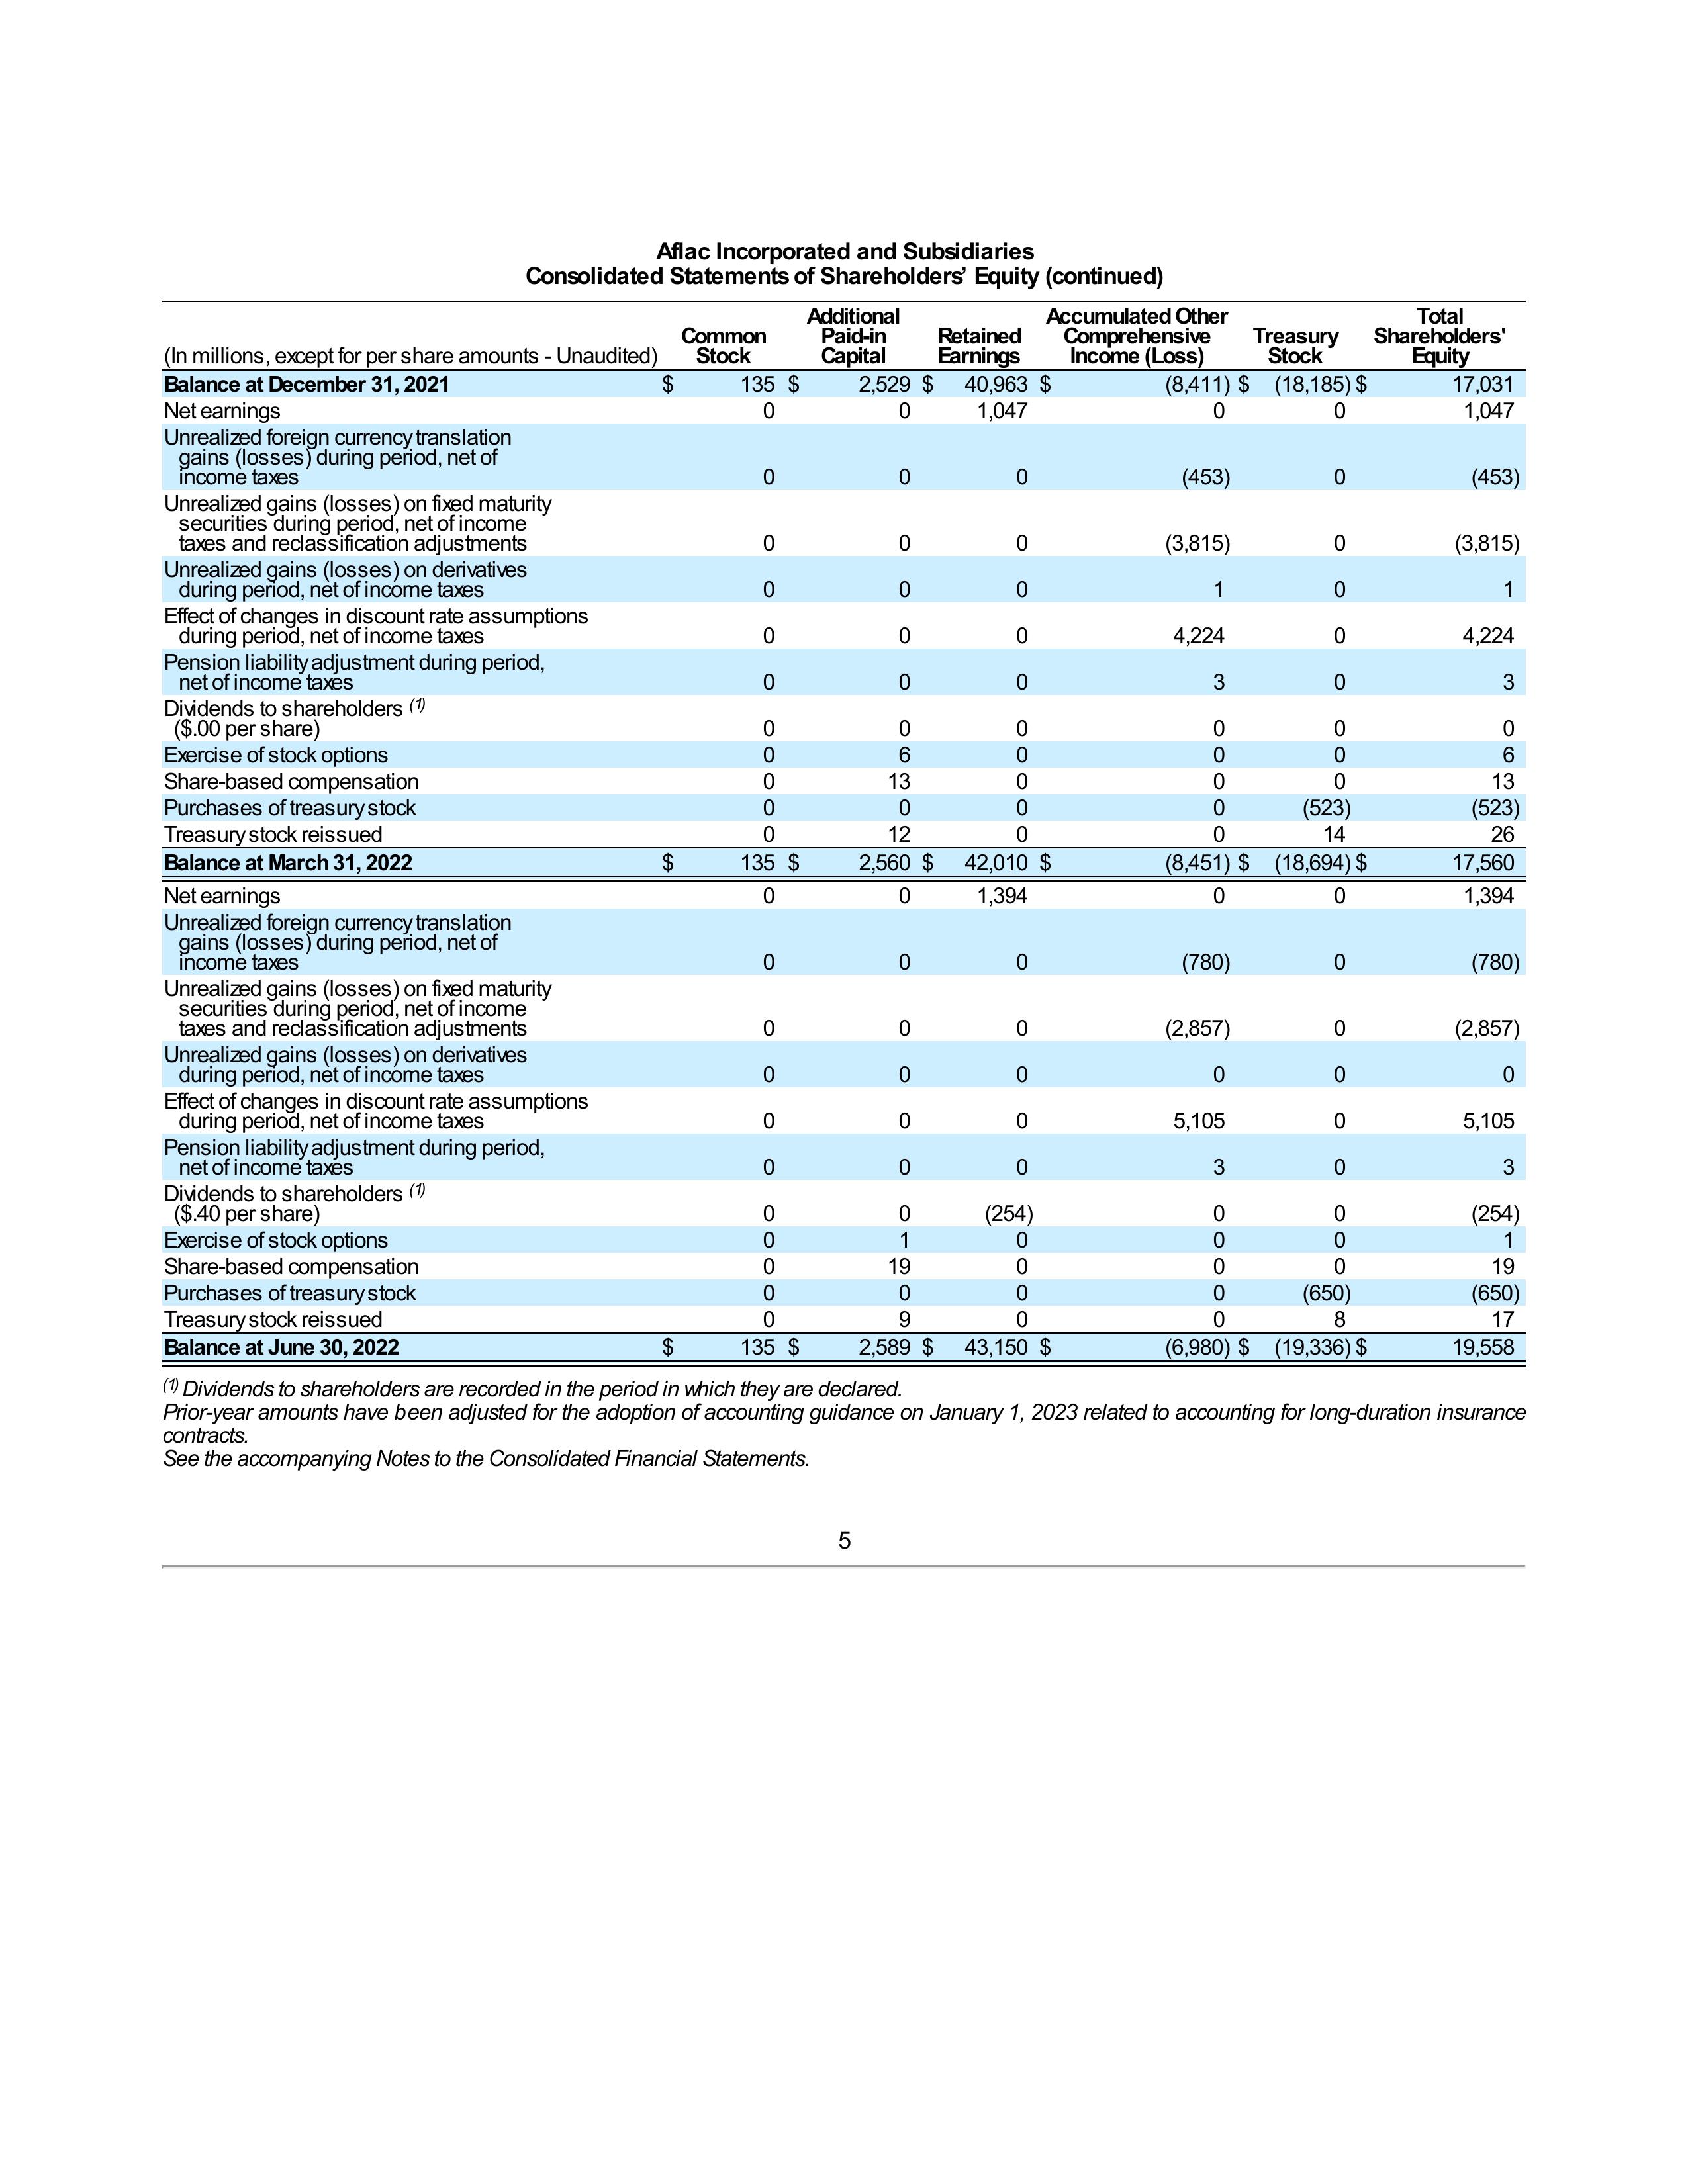 Aflac Incorporated and Subsidiaries
Consolidated Statements of Shareholders’ Equity (continued)
(In millions, except for per share amounts - Unaudited) Common Stock Additional Paid-in Capital Retained Earnings Accumulated Other Comprehensive Income (Loss) Treasury Stock Total Shareholders' Equity
Balance at December 31, 2021 $ 135 $ 2,529 $ 40,963 $ (8,411) $ (18,185) $ 17,031
Net earnings 0 0 1,047 0 0 1,047
Unrealized foreign currency translation
gains (losses) during period, net of
income taxes 0 0 0 (453) 0 (453)
Unrealized gains (losses) on fixed maturity
securities during period, net of income
taxes and reclassification adjustments 0 0 0 (3,815) 0 (3,815)
Unrealized gains (losses) on derivatives
during period, net of income taxes 0 0 0 1 0 1
Effect of changes in discount rate assumptions
during period, net of income taxes 0 0 0 4,224 0 4,224
Pension liability adjustment during period,
net of income taxes 0 0 0 3 0 3
Dividends to shareholders (1)
($.00 per share) 0 0 0 0 0 0
Exercise of stock options 0 6 0 0 0 6
Share-based compensation 0 13 0 0 0 13
Purchases of treasury stock 0 0 0 0 (523) (523)
Treasury stock reissued 0 12 0 0 14 26
Balance at March 31, 2022 $ 135 $ 2,560 $ 42,010 $ (8,451) $ (18,694) $ 17,560
Net earnings 0 0 1,394 0 0 1,394
Unrealized foreign currency translation
gains (losses) during period, net of
income taxes 0 0 0 (780) 0 (780)
Unrealized gains (losses) on fixed maturity
securities during period, net of income
taxes and reclassification adjustments 0 0 0 (2,857) 0 (2,857)
Unrealized gains (losses) on derivatives
during period, net of income taxes 0 0 0 0 0 0
Effect of changes in discount rate assumptions
during period, net of income taxes 0 0 0 5,105 0 5,105
Pension liability adjustment during period,
net of income taxes 0 0 0 3 0 3
Dividends to shareholders (1)
($.40 per share) 0 0 (254) 0 0 (254)
Exercise of stock options 0 1 0 0 0 1
Share-based compensation 0 19 0 0 0 19
Purchases of treasury stock 0 0 0 0 (650) (650)
Treasury stock reissued 0 9 0 0 8 17
Balance at June 30, 2022 $ 135 $ 2,589 $ 43,150 $ (6,980) $ (19,336) $ 19,558
(1) Dividends to shareholders are recorded in the period in which they are declared.
Prior-year amounts have been adjusted for the adoption of accounting guidance on January 1, 2023 related to accounting for long-duration insurance
contracts.
See the accompanying Notes to the Consolidated Financial Statements.
5